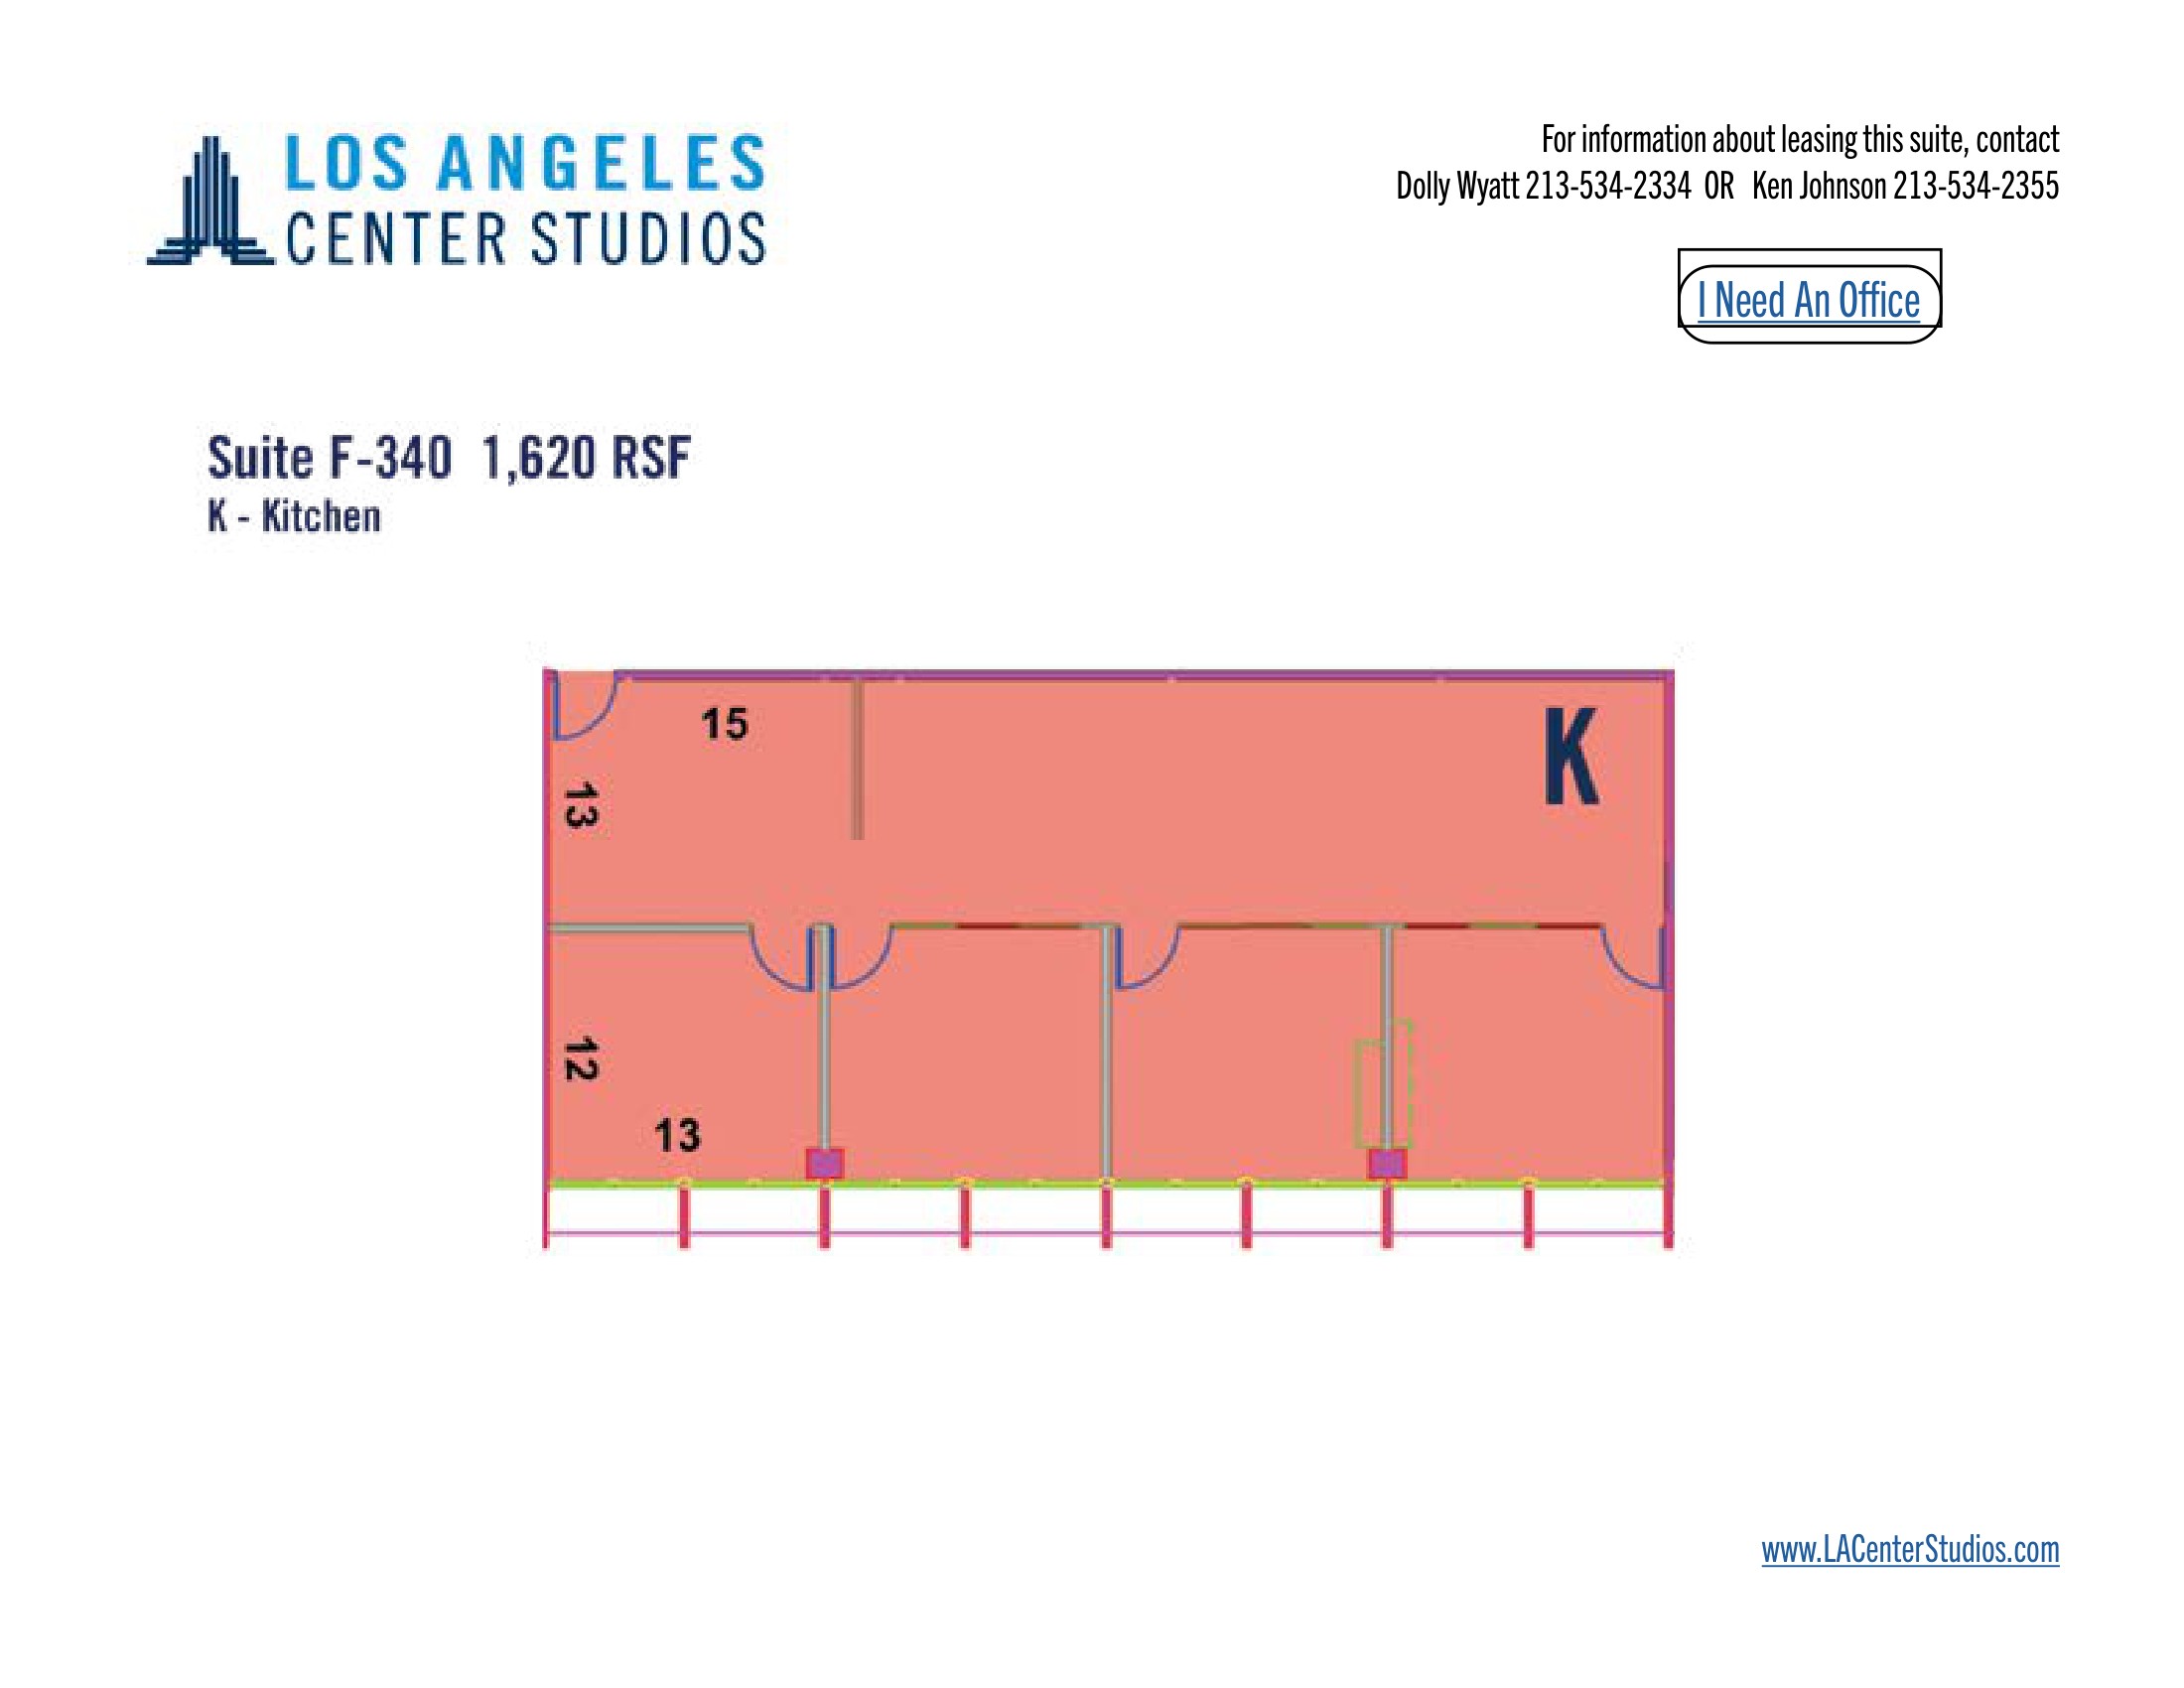 LOS ANGELES
CENTER STUDIOS
For information about leasing this suite, contact
Dolly Wyatt 213-534-2334 OR Ken Johnson 213-534-2355
I Need An Office
Suite F-340 1,620 RSF
K - Kitchen
15
K
13
12
13
www.LACenterStudios.com